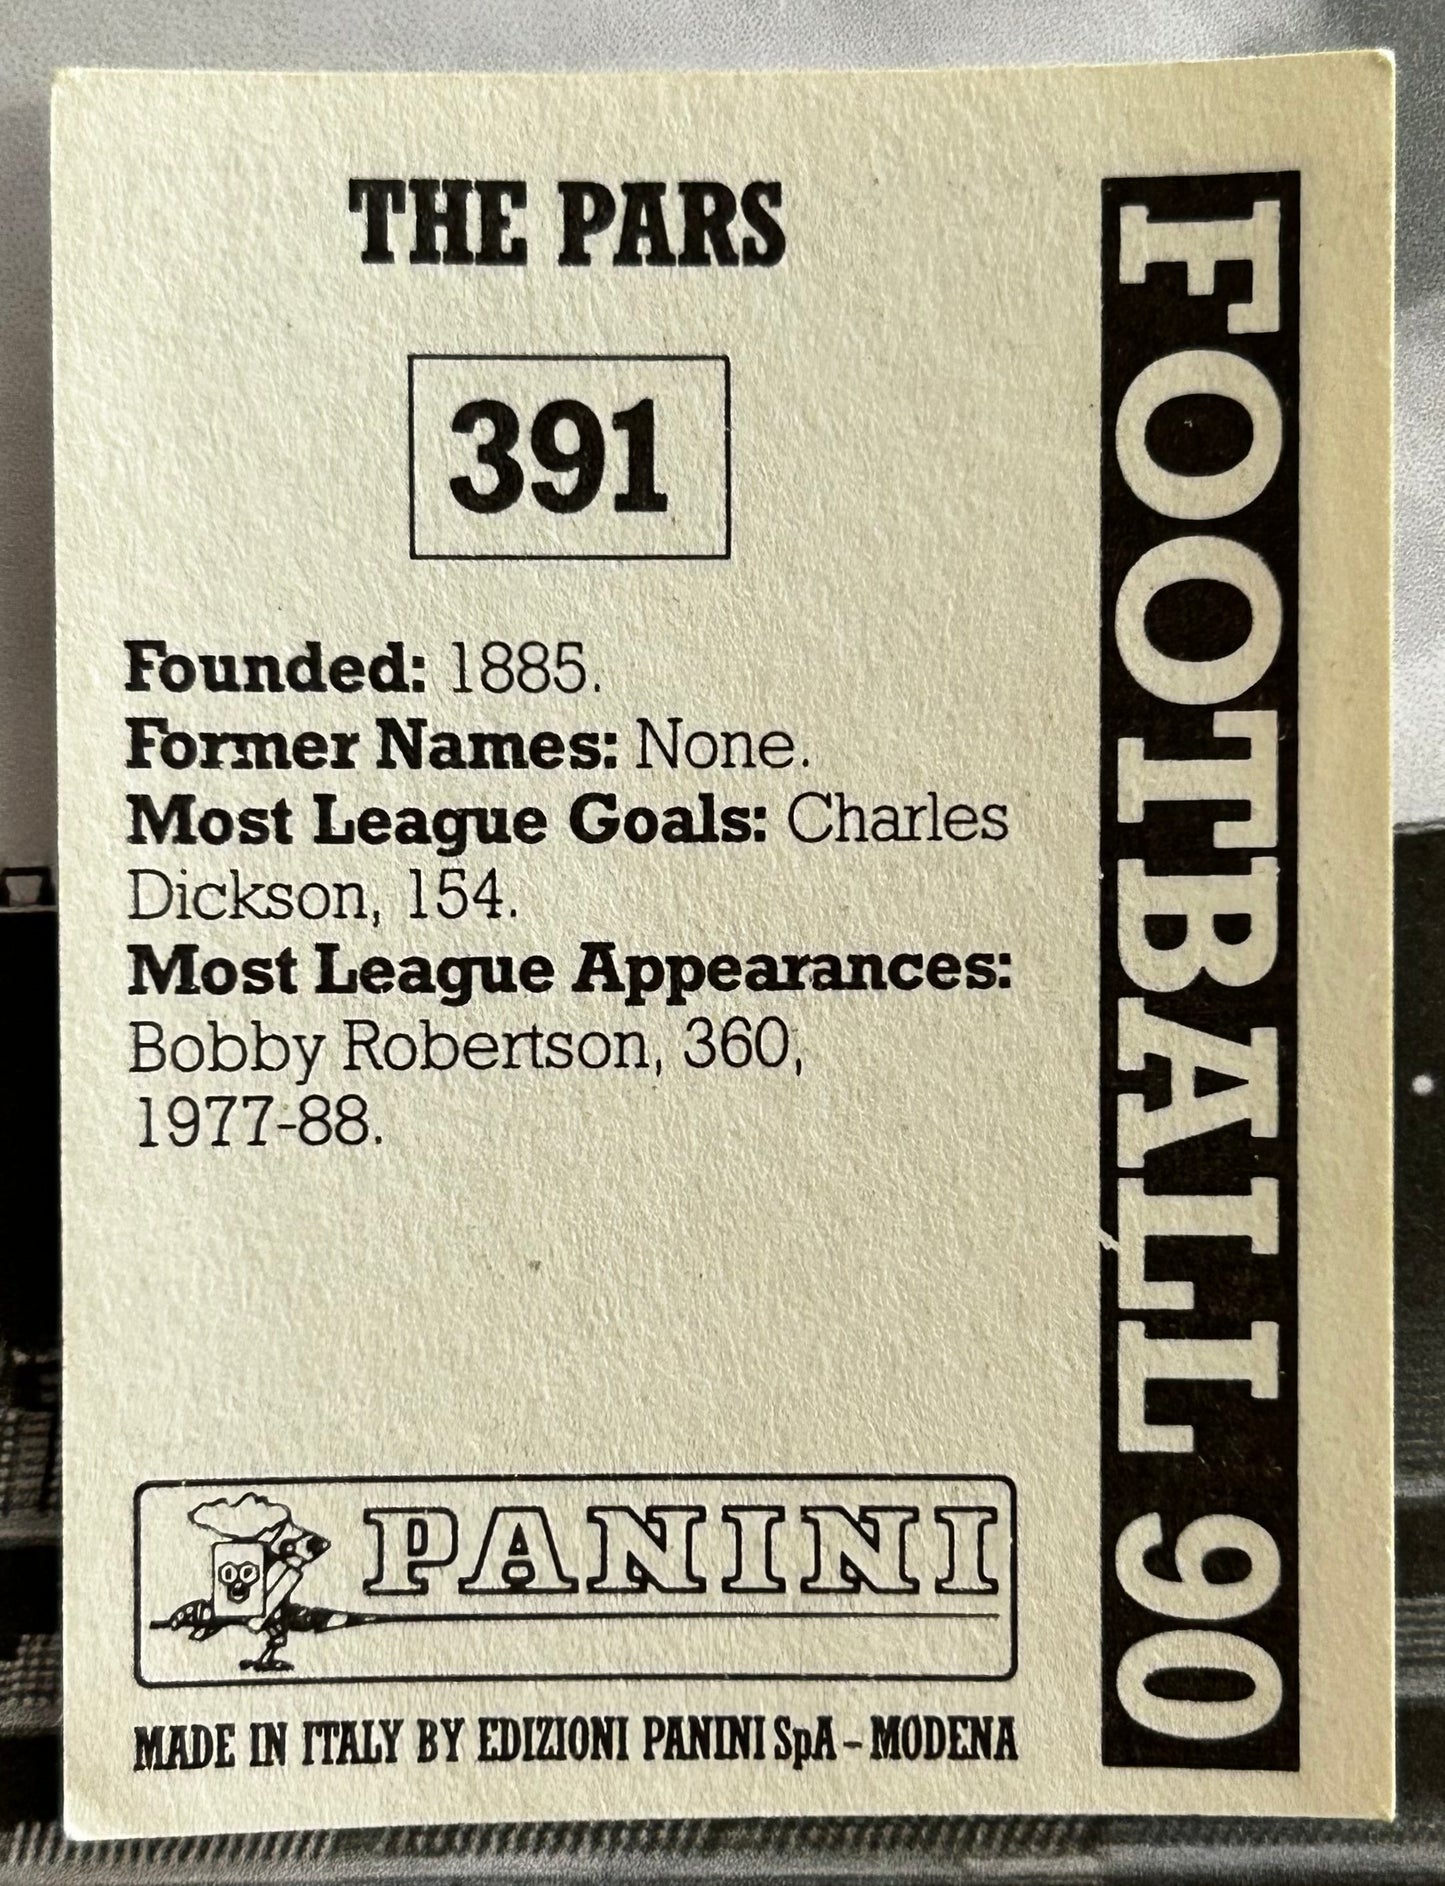 THE PARS
391
Founded: 1885.
Former Names: None.
Most League Goals: Charles
Dickson, 154.
Most League Appearances:
Bobby Robertson, 360,
1977-88.
PANINI
MADE IN ITALY BY EDIZIONI PANINI SpA - MODENA
FOOTBALL 90